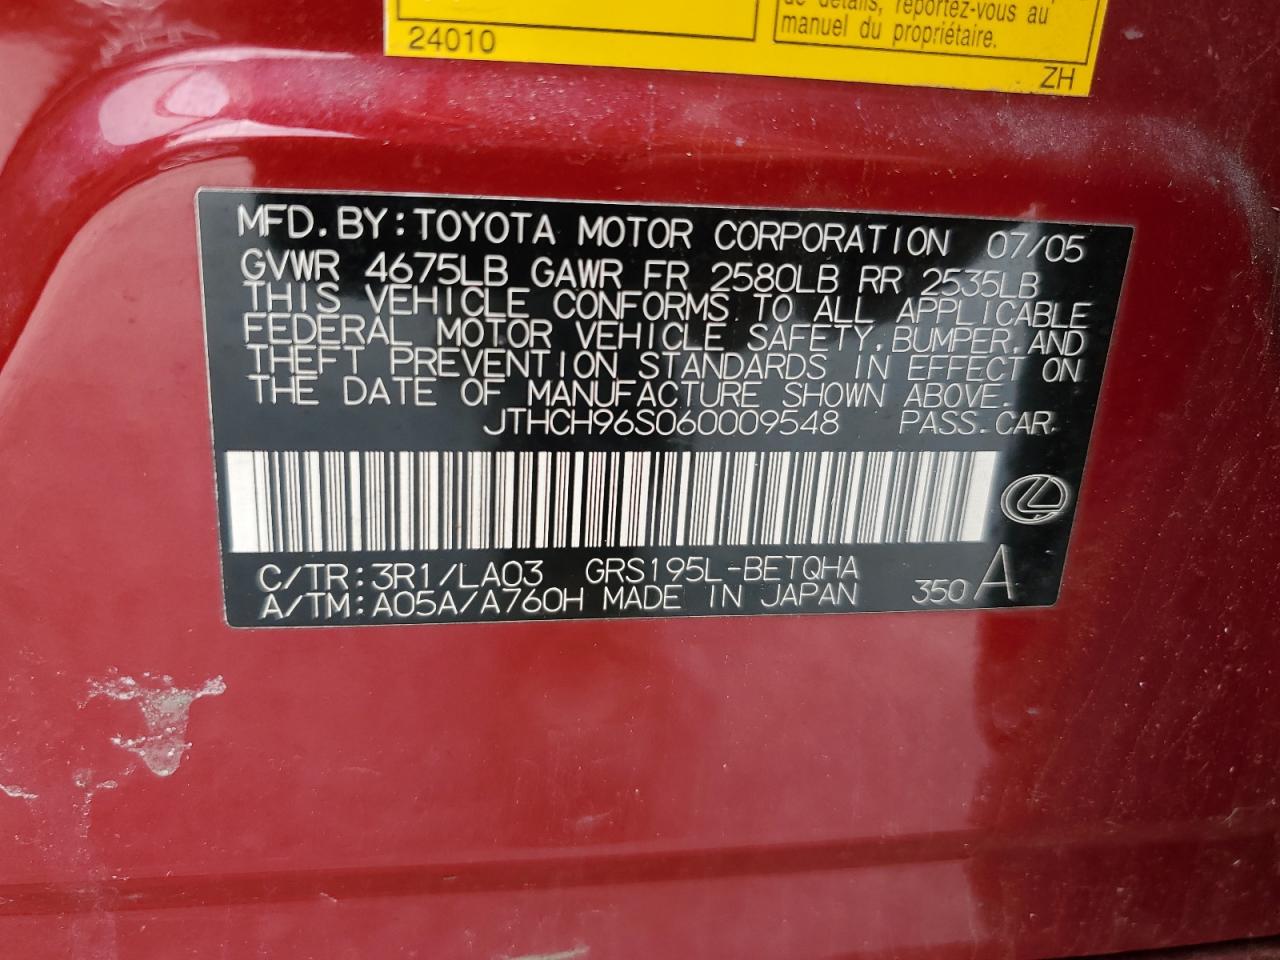 de détails, reportez-vous au
manuel du propriétaire.
24010
ZH
MFD. BY: TOYOTA MOTOR CORPORATION 07/05
GVWR 4675LB GAWR FR 2580LB RR 2535LB
THIS VEHICLE CONFORMS TO ALL APPLICABLE
FEDERAL MOTOR VEHICLE SAFETY, BUMPER, AND
THEFT PREVENTION STANDARDS IN EFFECT ON
THE DATE OF MANUFACTURE SHOWN ABOVE.
JTHCH96S060009548 PASS. CAR
C/TR: 3R1/LA03 GRS195L-BETQHA
A/TM: A05A/A760H MADE IN JAPAN 350 A